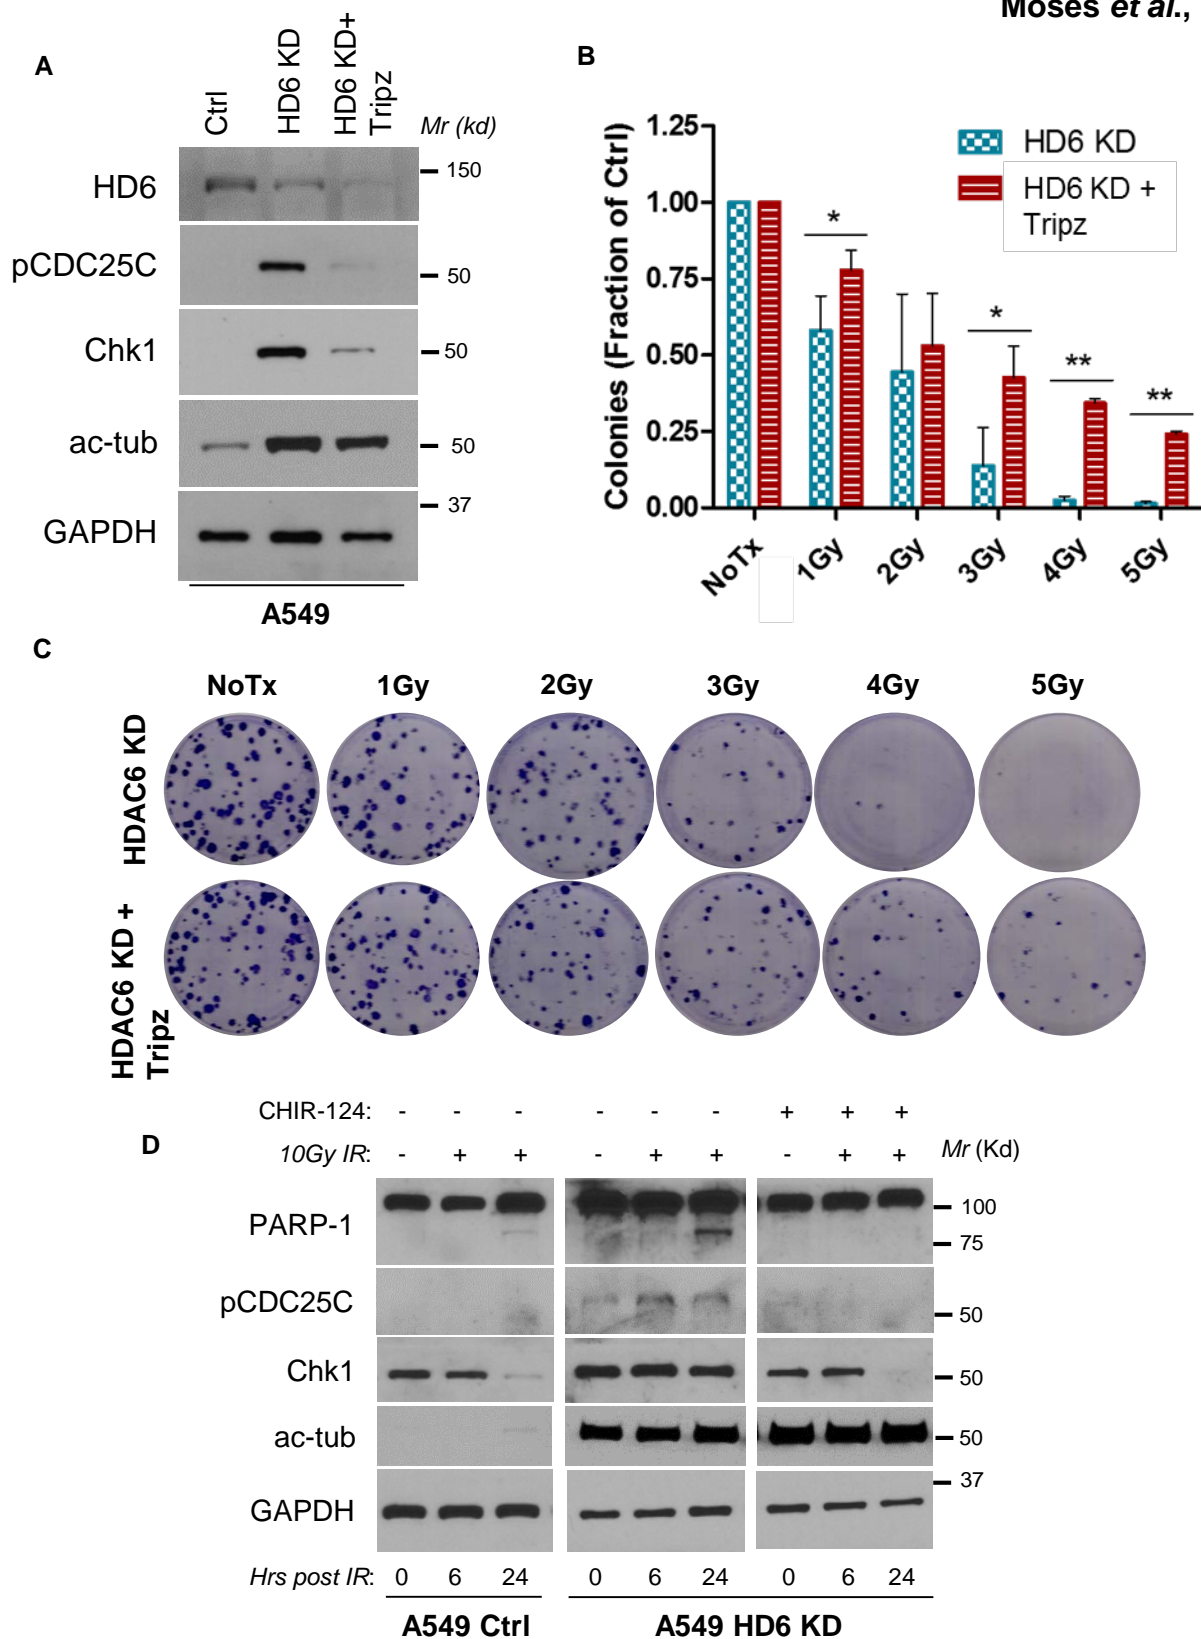 Moses et al.,
A
Ctrl
HD6 KD
HD6 KD+
Tripz
Mr (kd)
HD6
150
pCDC25C
50
Chk1
50
ac-tub
50
37
GAPDH
A549
B
Colonies (Fraction of Ctrl)
1.25
1.00
0.75
0.50
0.25
0.00
HD6 KD
HD6 KD +
Tripz
*
*
**
**
NoTx
1Gy
2Gy
3Gy
4Gy
5Gy
C
NoTx 1Gy 2Gy 3Gy 4Gy 5Gy
HDAC6 KD
HDAC6 KD +
Tripz
CHIR-124: - - - - - - + + +
D
10Gy IR: - + + - + + - + + Mr (Kd)
PARP-1
100
75
pCDC25C
50
Chk1
50
ac-tub
50
37
GAPDH
Hrs post IR: 0 6 24 0 6 24 0 6 24
A549 Ctrl A549 HD6 KD